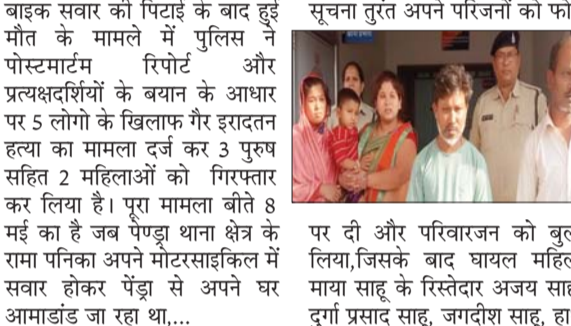 बाइक सवार की पिटाई के बाद हुई
मौत के मामले में पुलिस ने
पोस्टमार्टम रिपोर्ट और
प्रत्यक्षदर्शियों के बयान के आधार
पर 5 लोगो के खिलाफ गैर इरादतन
हत्या का मामला दर्ज कर 3 पुरुष
सहित 2 महिलाओं को गिरफ्तार
कर लिया है। पूरा मामला बीते 8
मई का है जब पेण्ड्रा थाना क्षेत्र के
रामा पनिका अपने मोटरसाइकिल में
सवार होकर पेंड्रा से अपने घर
आमाडांड जा रहा था,...
सूचना तुरंत अपने परिजनों को फो
पर दी और परिवारजन को बुल
लिया,जिसके बाद घायल महिल
माया साहू के रिस्तेदार अजय साह
दुर्गा प्रसाद साहू, जगदीश साहू, हा